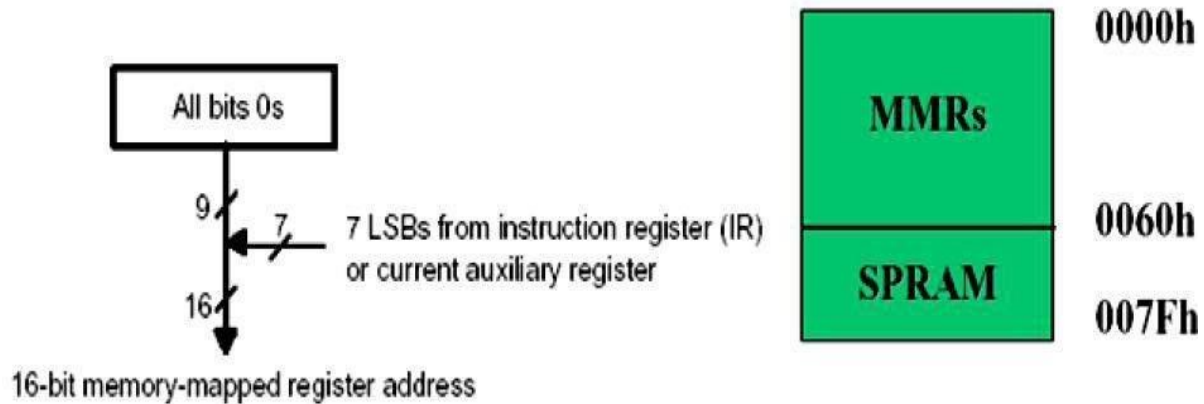 All bits 0s
9
7
7 LSBs from instruction register (IR)
or current auxiliary register
16
16-bit memory-mapped register address
0000h
MMRs
0060h
SPRAM
007Fh